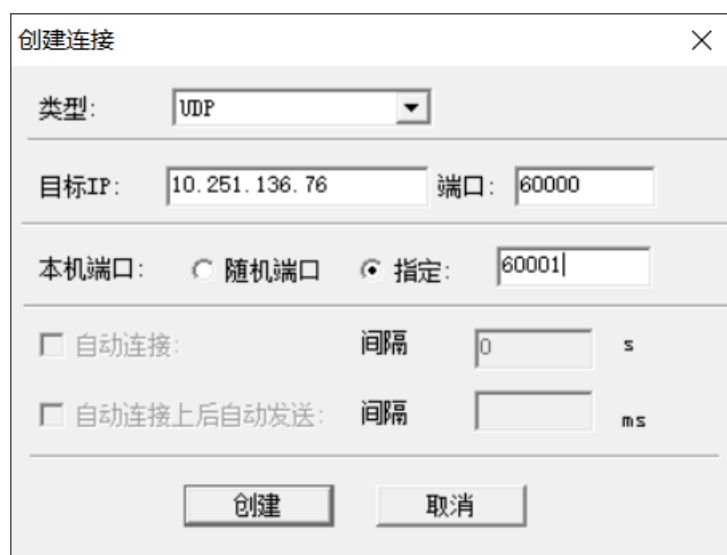 创建连接
类型: UDP
目标IP: 10.251.136.76 端口: 60000
本机端口: 随机端口 指定: 60001
自动连接: 间隔 0 s
自动连接上后自动发送: 间隔 ms
创建 取消